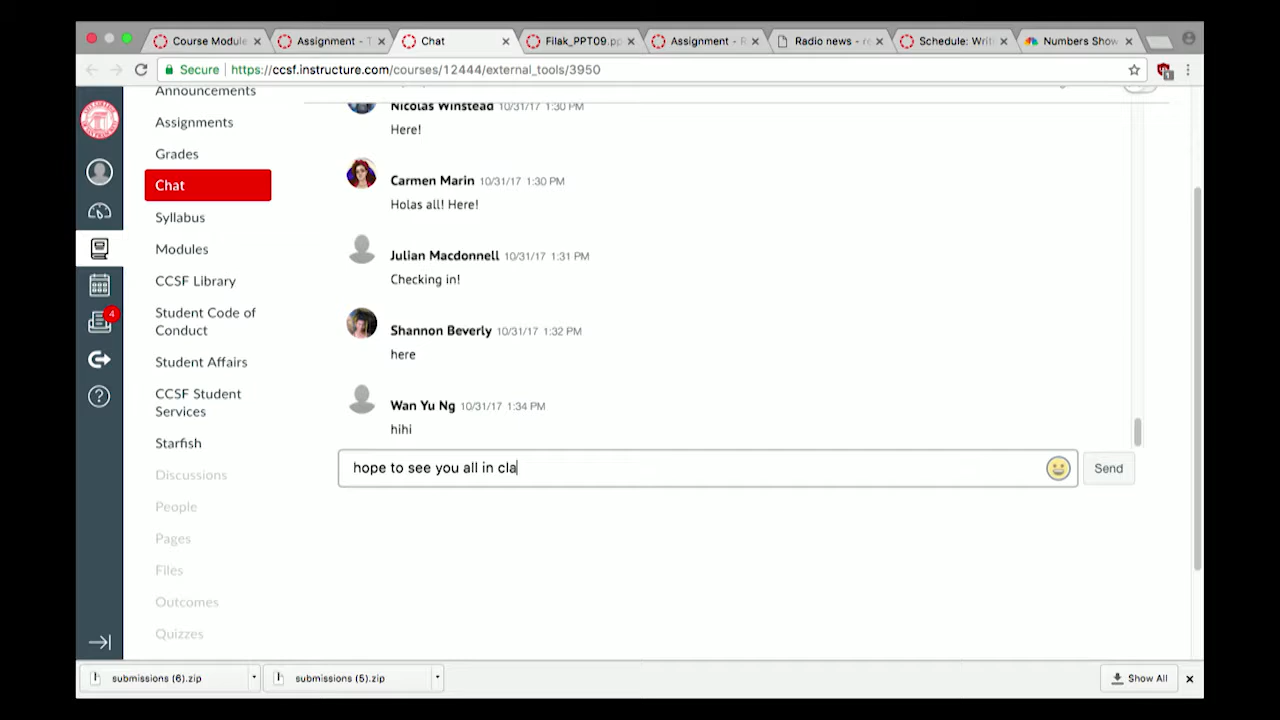 Course Module
Assignment - T
Chat
Filak_PPT09.pp
Assignment - R
Radio news - re
Schedule: Writ
Numbers Show
Secure
https://ccsf.instructure.com/courses/12444/external_tools/3950
1
Announcements
Assignments
Grades
Chat
Syllabus
Modules
CCSF Library
Student Code of
Conduct
Student Affairs
CCSF Student
Services
Starfish
Discussions
People
Pages
Files
Outcomes
Quizzes
4
Nicolas Winstead 10/31/17 1:30 PM
Here!
Carmen Marin 10/31/17 1:30 PM
Holas all! Here!
Julian Macdonnell 10/31/17 1:31 PM
Checking in!
Shannon Beverly 10/31/17 1:32 PM
here
Wan Yu Ng 10/31/17 1:34 PM
hihi
hope to see you all in cla
Send
submissions (6).zip
submissions (5).zip
Show All